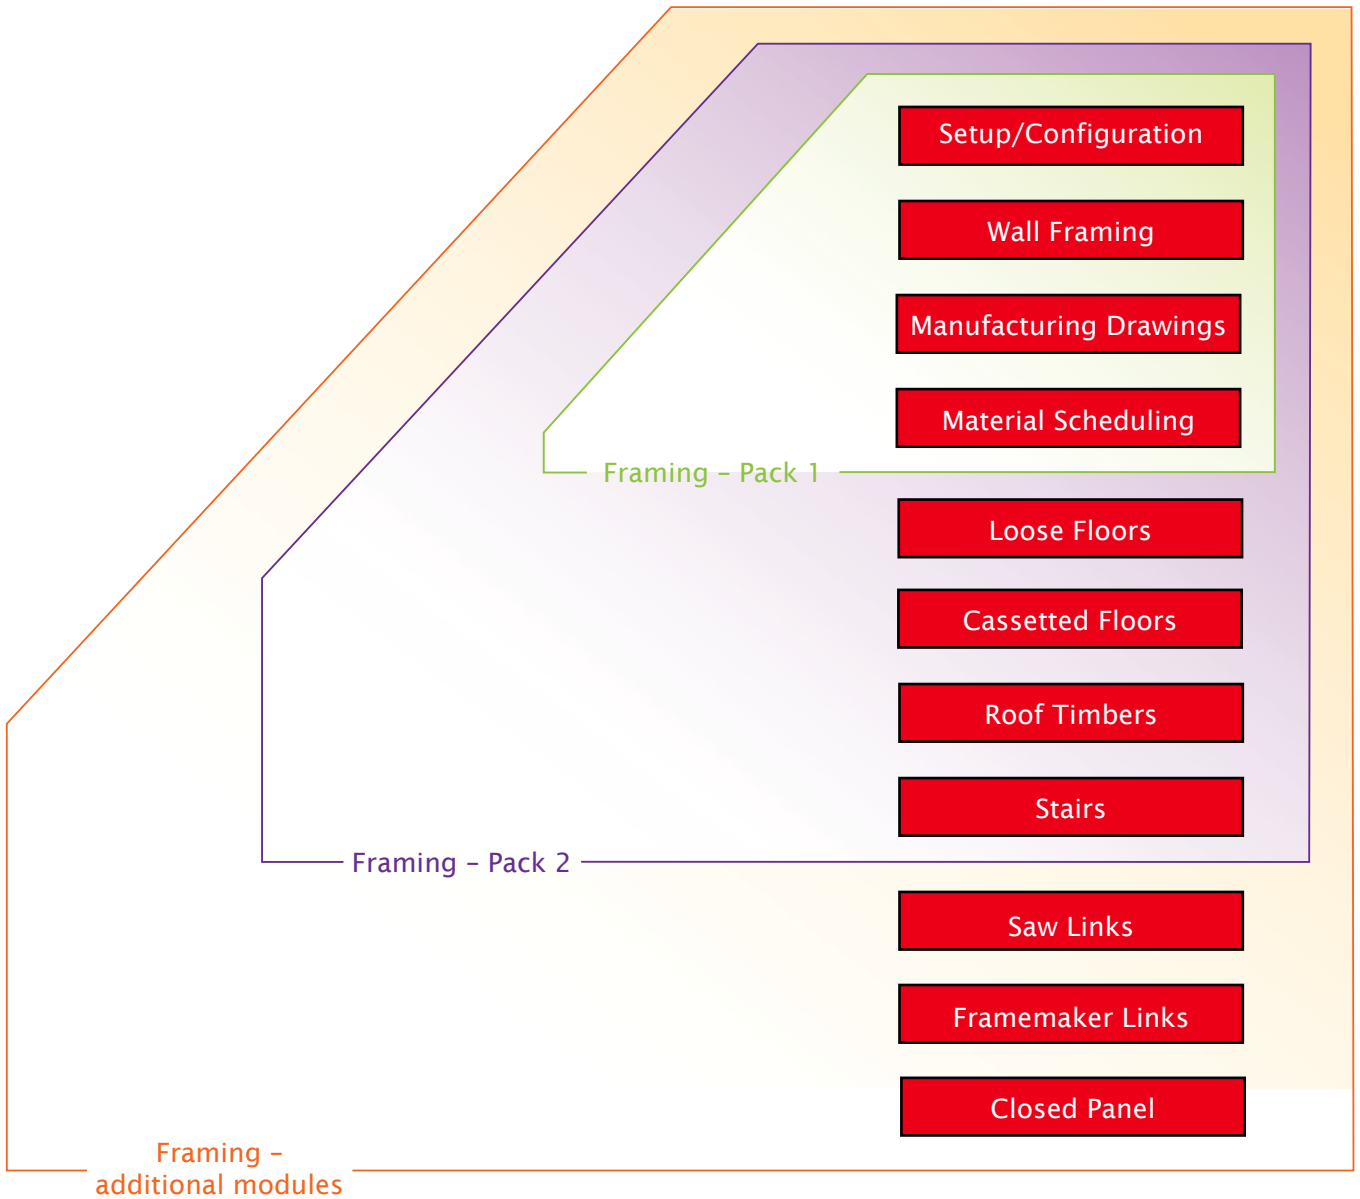 Setup/Configuration
Wall Framing
Manufacturing Drawings
Material Scheduling
Framing – Pack 1
Loose Floors
Cassetted Floors
Roof Timbers
Stairs
Framing – Pack 2
Saw Links
Framemaker Links
Closed Panel
Framing –
additional modules